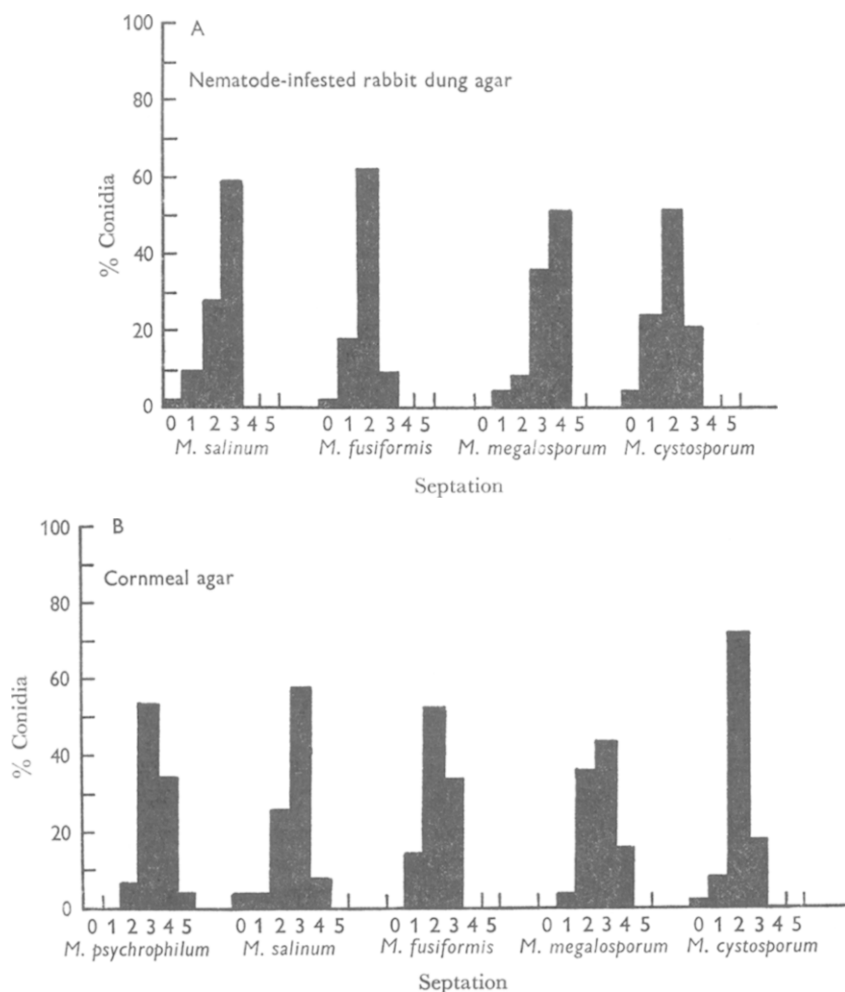 A
Nematode-infested rabbit dung agar
100
80
60
40
20
0
% Conidia
0 1 2 3 4 5 0 1 2 3 4 5 0 1 2 3 4 5 0 1 2 3 4 5
M. salinum M. fusiformis M. megalosporum M. cystosporum
Septation
B
Cornmeal agar
100
80
60
40
20
0
% Conidia
0 1 2 3 4 5 0 1 2 3 4 5 0 1 2 3 4 5 0 1 2 3 4 5 0 1 2 3 4 5
M. psychrophilum M. salinum M. fusiformis M. megalosporum M. cystosporum
Septation